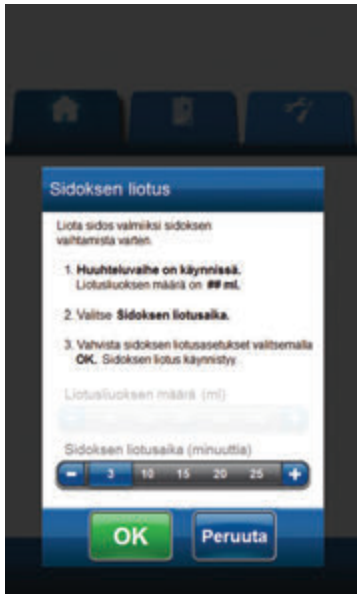 Sidoksen liotus
Liota sidos valmiiksi sidoksen
vaihtamista varten.
1. Huuhteluvaihe on käynnissä.
Liotusliuoksen määrä on ## ml.
2. Valitse Sidoksen liotusaika.
3. Vahvista sidoksen liotusasetukset valitsemalla
OK. Sidoksen liotus käynnistyy.
Liotusliuoksen määrä (ml)
Sidoksen liotusaika (minuuttia)
- 3 10 15 20 25 +
OK Peruuta